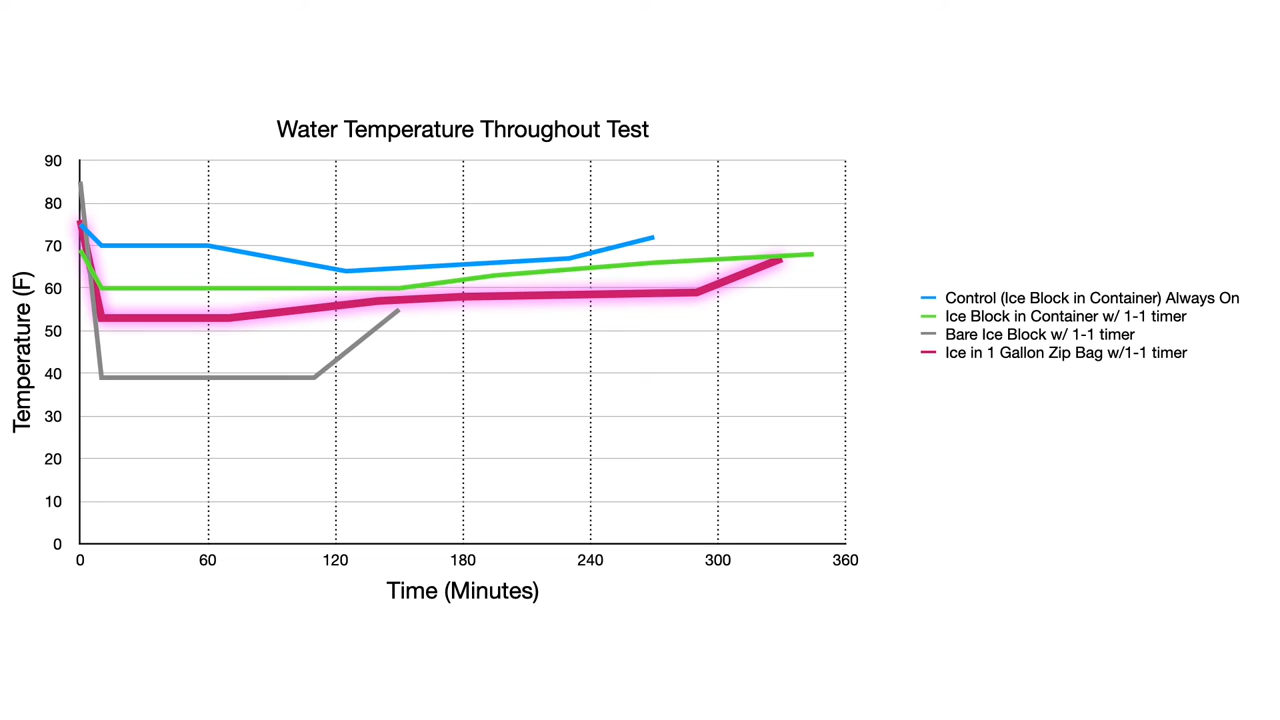 Water Temperature Throughout Test
90
80
70
60
50
40
30
20
10
0
Temperature (F)
0 60 120 180 240 300 360
Time (Minutes)
Control (Ice Block in Container) Always On
Ice Block in Container w/ 1-1 timer
Bare Ice Block w/ 1-1 timer
Ice in 1 Gallon Zip Bag w/1-1 timer